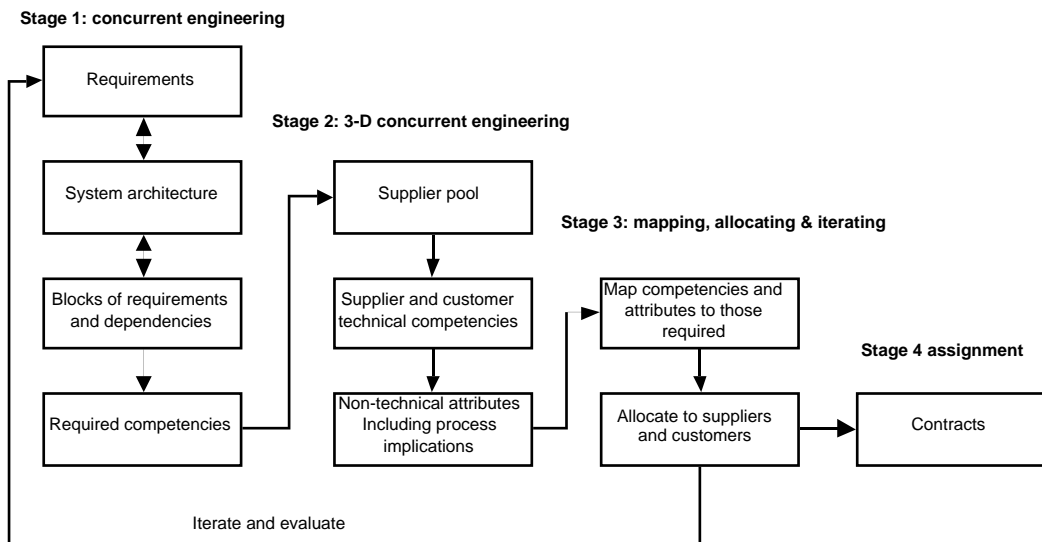 Stage 1: concurrent engineering
Requirements
System architecture
Blocks of requirements
and dependencies
Required competencies
Stage 2: 3-D concurrent engineering
Supplier pool
Supplier and customer
technical competencies
Non-technical attributes
Including process
implications
Stage 3: mapping, allocating & iterating
Map competencies and
attributes to those
required
Allocate to suppliers
and customers
Stage 4 assignment
Contracts
Iterate and evaluate